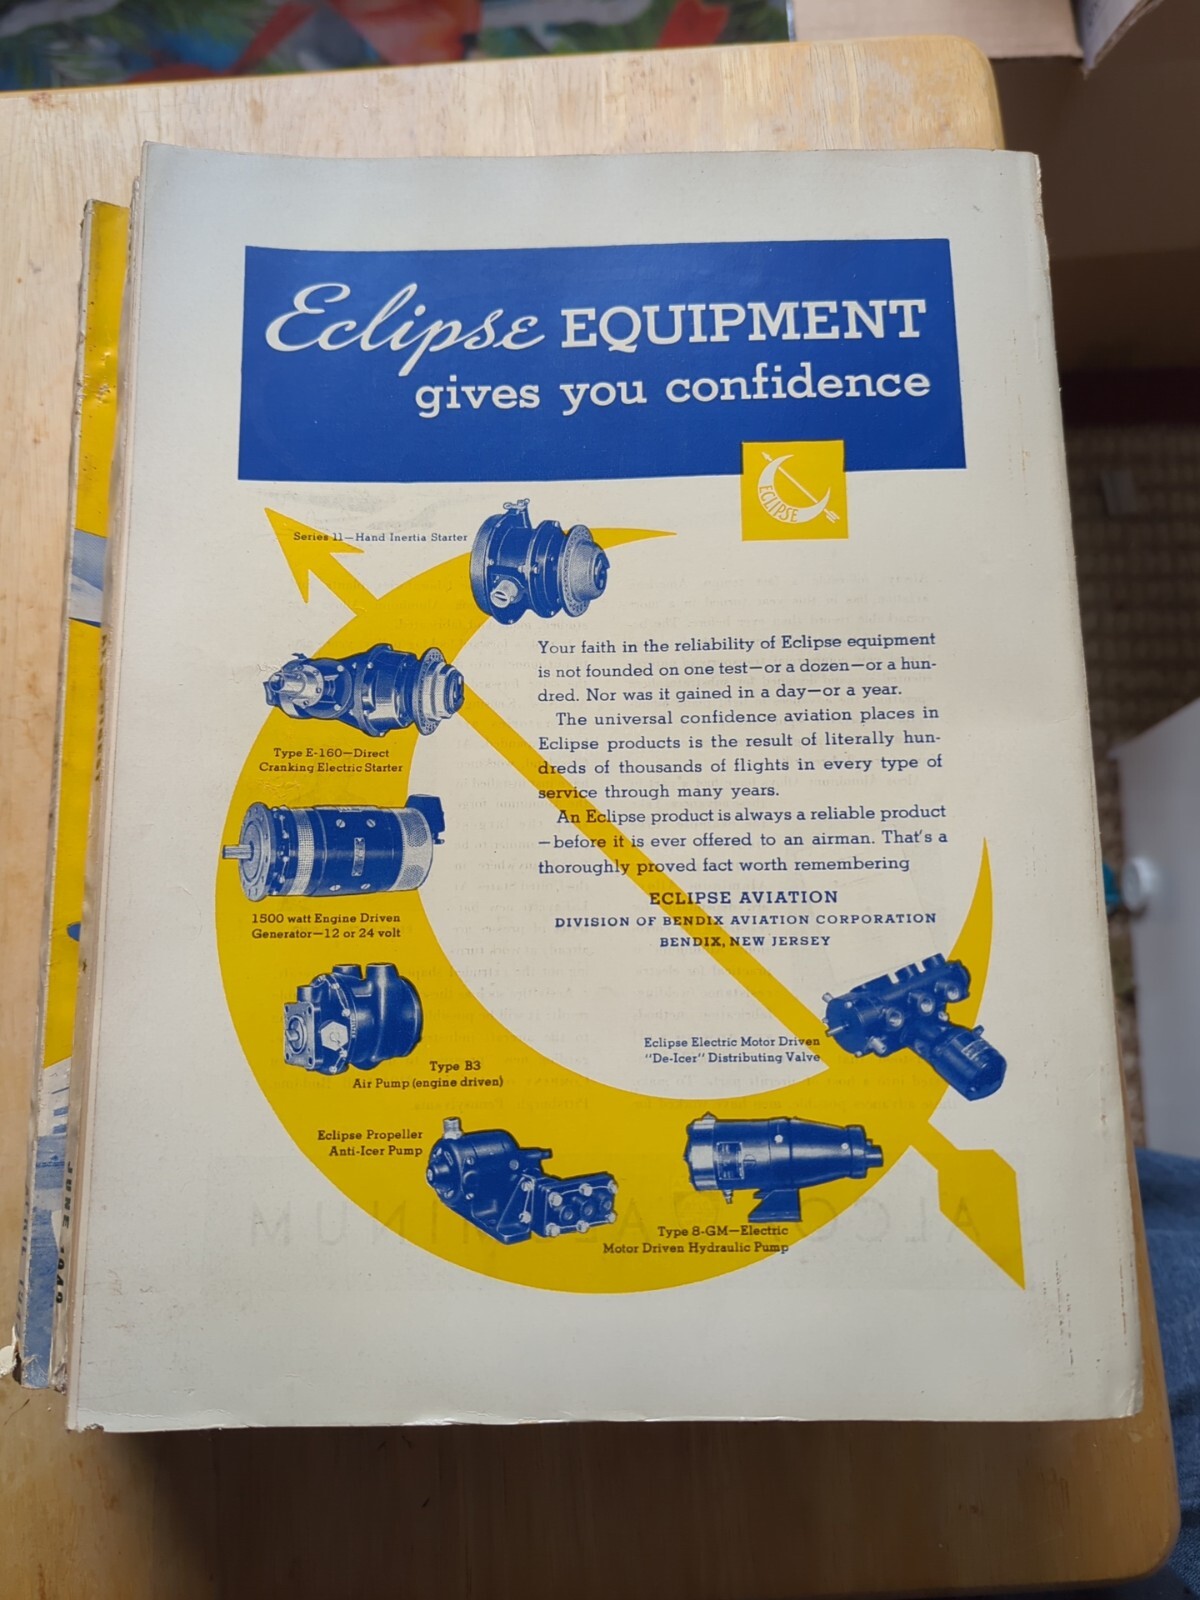 Eclipse EQUIPMENT
gives you confidence
ECLIPSE
Series 11—Hand Inertia Starter
Your faith in the reliability of Eclipse equipment
is not founded on one test—or a dozen—or a hun-
dred. Nor was it gained in a day—or a year.
The universal confidence aviation places in
Eclipse products is the result of literally hun-
dreds of thousands of flights in every type of
service through many years.
An Eclipse product is always a reliable product
—before it is ever offered to an airman. That's a
thoroughly proved fact worth remembering
ECLIPSE AVIATION
DIVISION OF BENDIX AVIATION CORPORATION
BENDIX, NEW JERSEY
Type E-160—Direct
Cranking Electric Starter
1500 watt Engine Driven
Generator—12 or 24 volt
Type B3
Air Pump (engine driven)
Eclipse Electric Motor Driven
"De-Icer" Distributing Valve
Eclipse Propeller
Anti-Icer Pump
Type 8-GM—Electric
Motor Driven Hydraulic Pump
ALCOA ALUMINUM
JUNE 1940